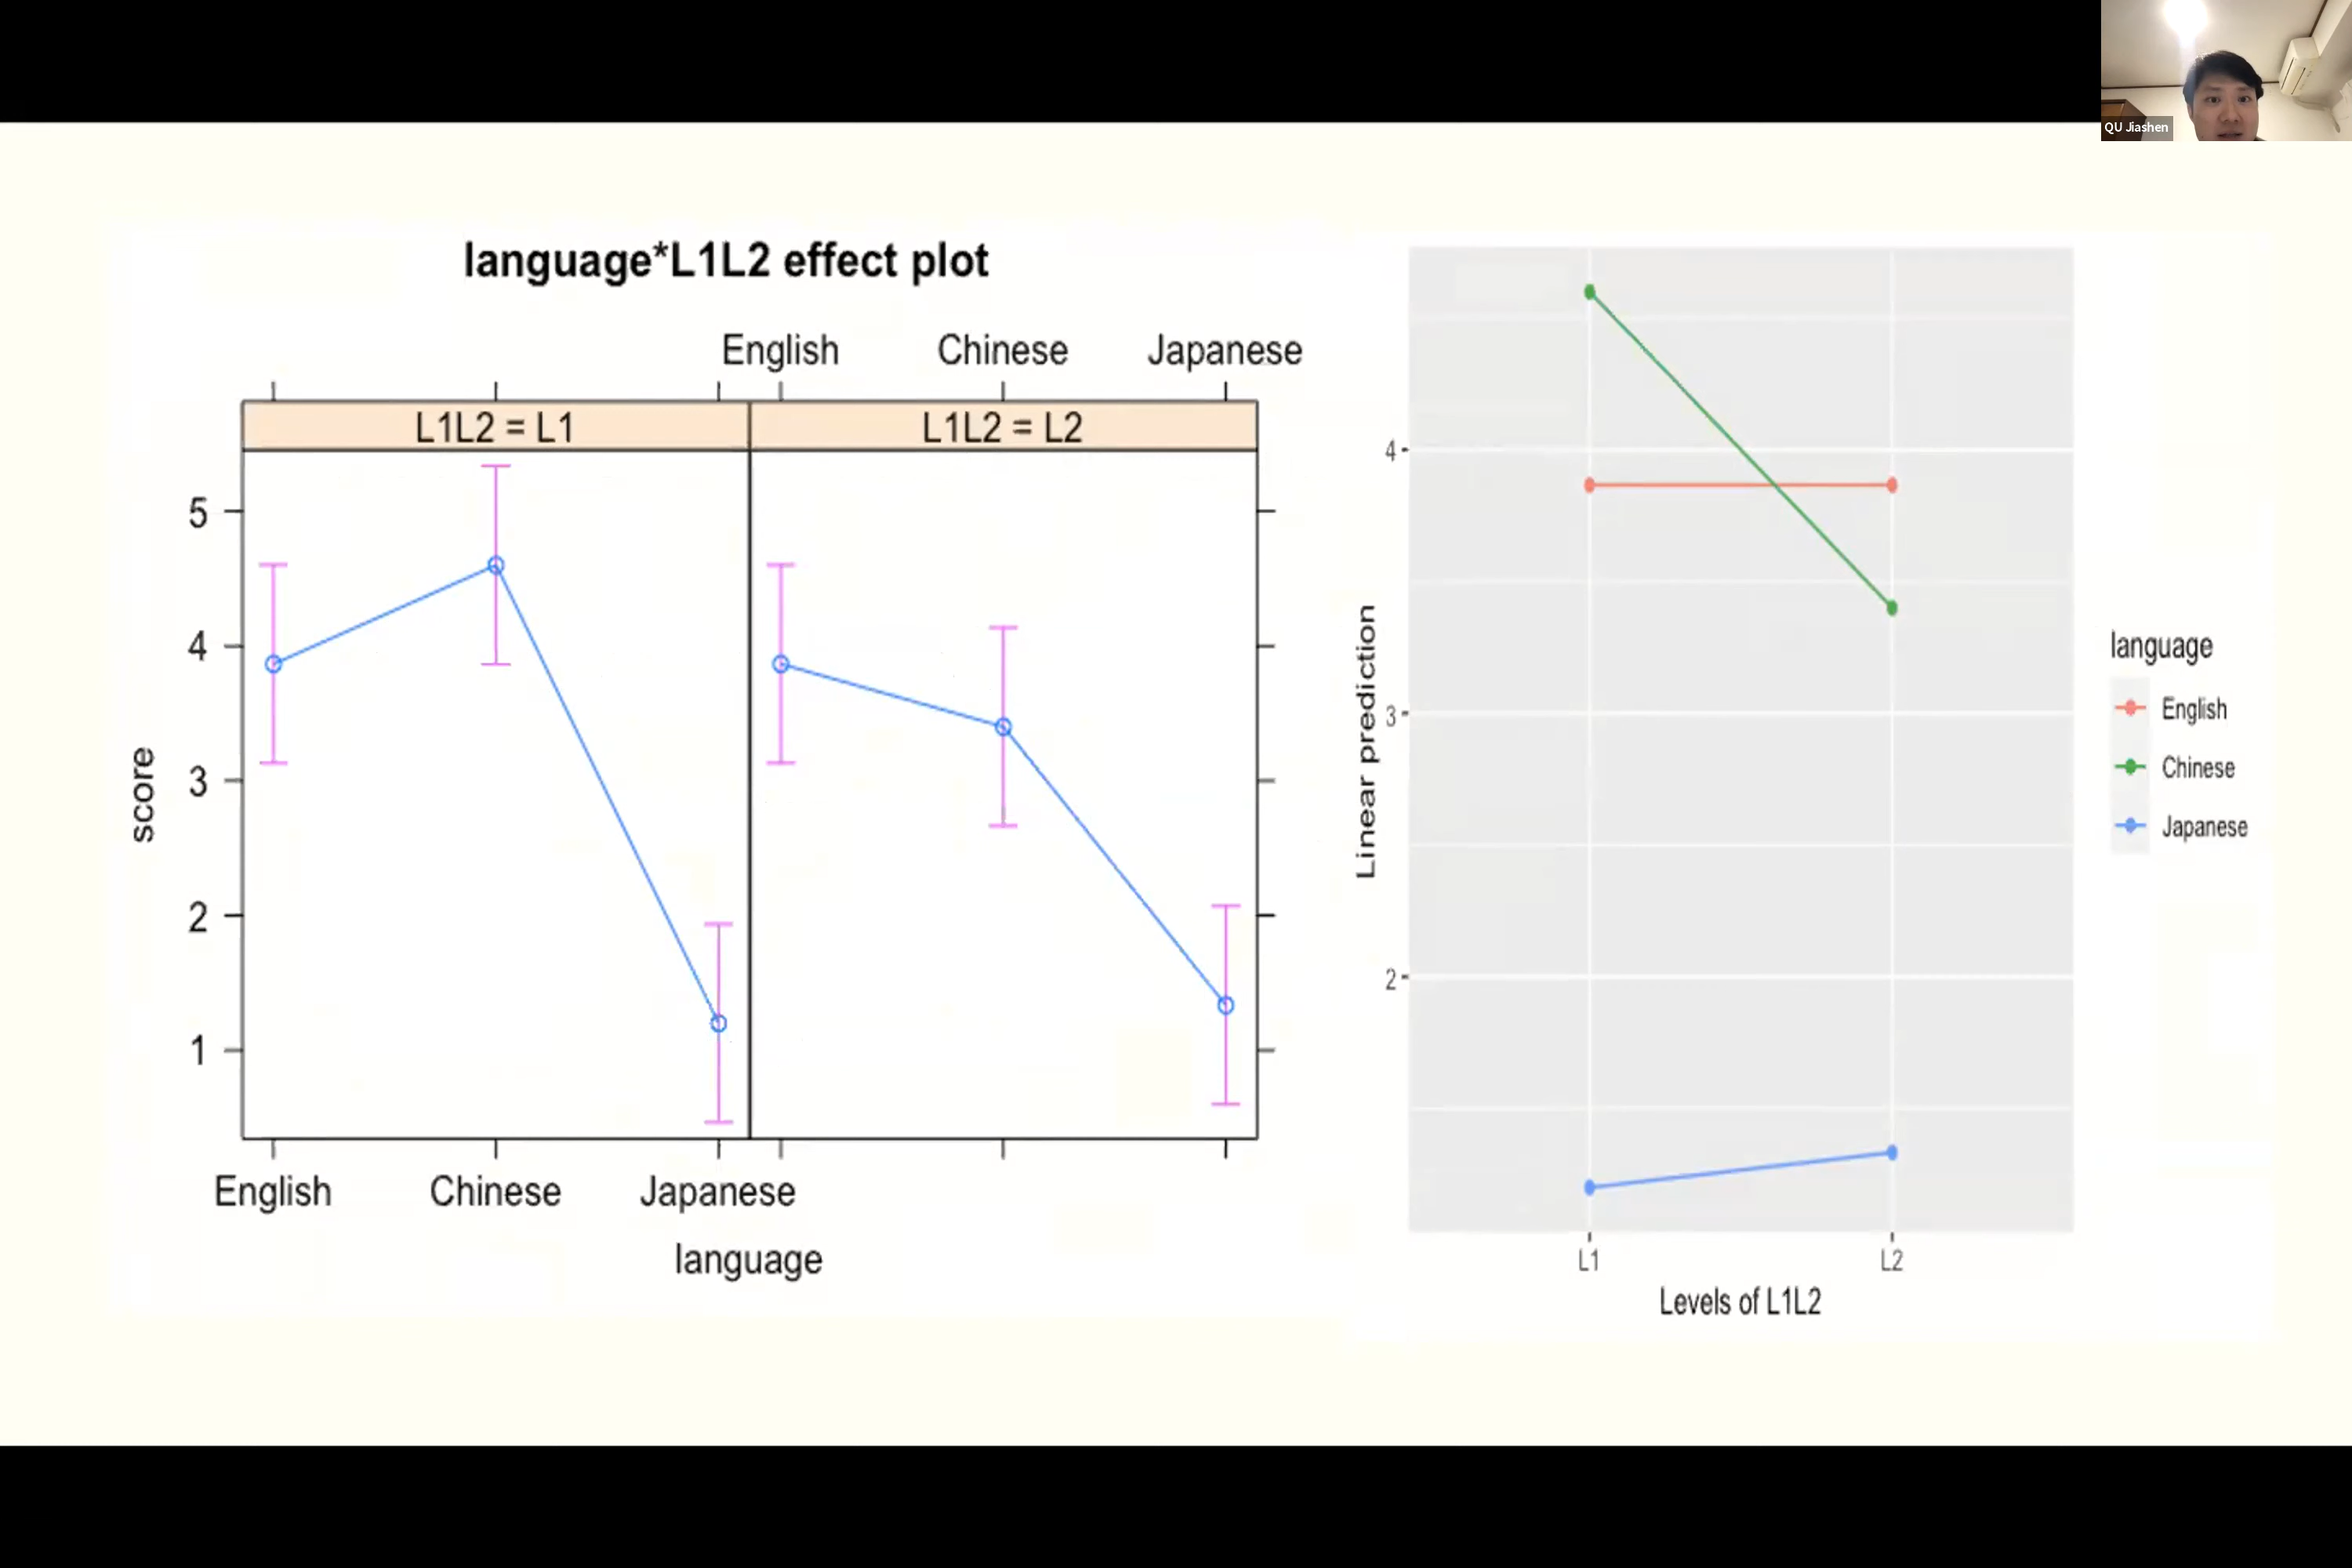 QU Jiashen
language*L1L2 effect plot
English Chinese Japanese
L1L2 = L1 L1L2 = L2
5
4
3
2
1
score
English Chinese Japanese
language
4
3
2
Linear prediction
L1 L2
Levels of L1L2
language
English
Chinese
Japanese